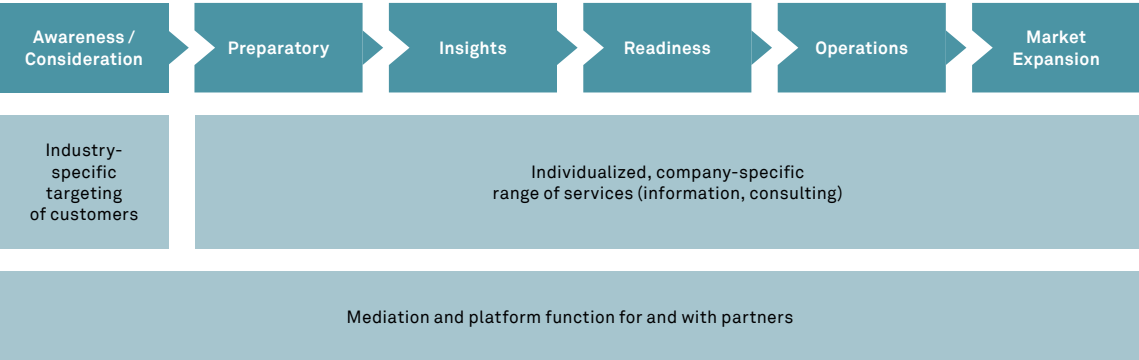 Awareness /
Consideration
Preparatory
Insights
Readiness
Operations
Market
Expansion
Industry-
specific
targeting
of customers
Individualized, company-specific
range of services (information, consulting)
Mediation and platform function for and with partners